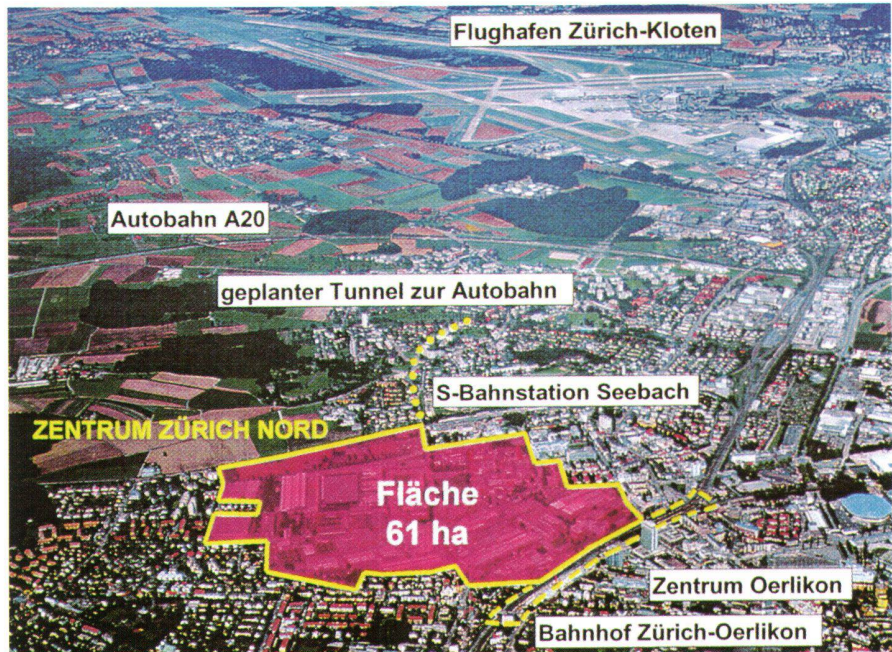 Flughafen Zürich-Kloten
Autobahn A20
geplanter Tunnel zur Autobahn
S-Bahnstation Seebach
ZENTRUM ZÜRICH NORD
Fläche
61 ha
Zentrum Oerlikon
Bahnhof Zürich-Oerlikon